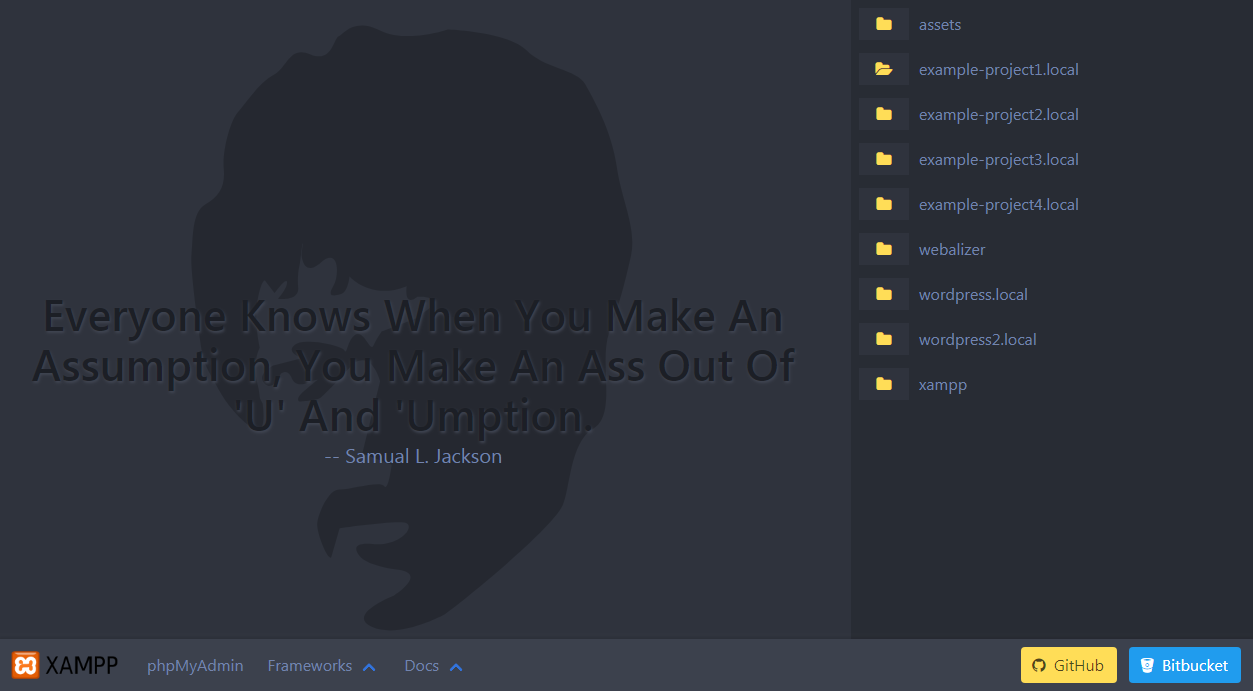 Everyone Knows When You Make An
Assumption, You Make An Ass Out Of
'U' And 'Umption.
-- Samual L. Jackson
assets
example-project1.local
example-project2.local
example-project3.local
example-project4.local
webalizer
wordpress.local
wordpress2.local
xampp
XAMPP phpMyAdmin Frameworks Docs GitHub Bitbucket